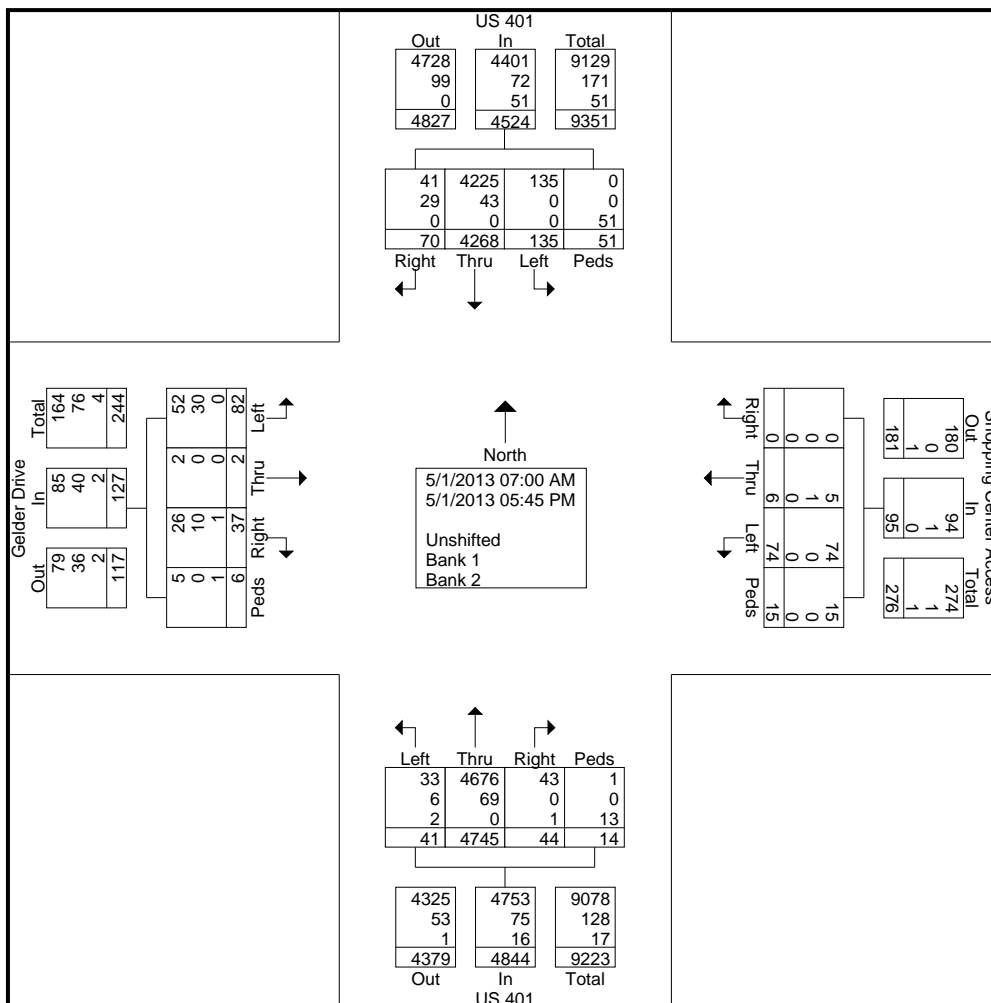 US 401
Out In Total
4728 4401 9129
99 72 171
0 51 51
4827 4524 9351
41 4225 135 0
29 43 0 0
0 0 0 51
70 4268 135 51
Right Thru Left Peds
Gelder Drive
Total In Out
164 85 79
76 40 36
4 2 2
244 127 117
52 2 26 5
30 0 10 0
0 0 1 1
82 2 37 6
Left Thru Right Peds
North
5/1/2013 07:00 AM
5/1/2013 05:45 PM
Unshifted
Bank 1
Bank 2
Shopping Center Access
Out In Total
180 94 274
0 1 1
1 0 1
181 95 276
0 5 74 15
0 1 0 0
0 0 0 0
0 6 74 15
Right Thru Left Peds
Left Thru Right Peds
33 4676 43 1
6 69 0 0
2 0 1 13
41 4745 44 14
4325 4753 9078
53 75 128
1 16 17
4379 4844 9223
Out In Total
US 401